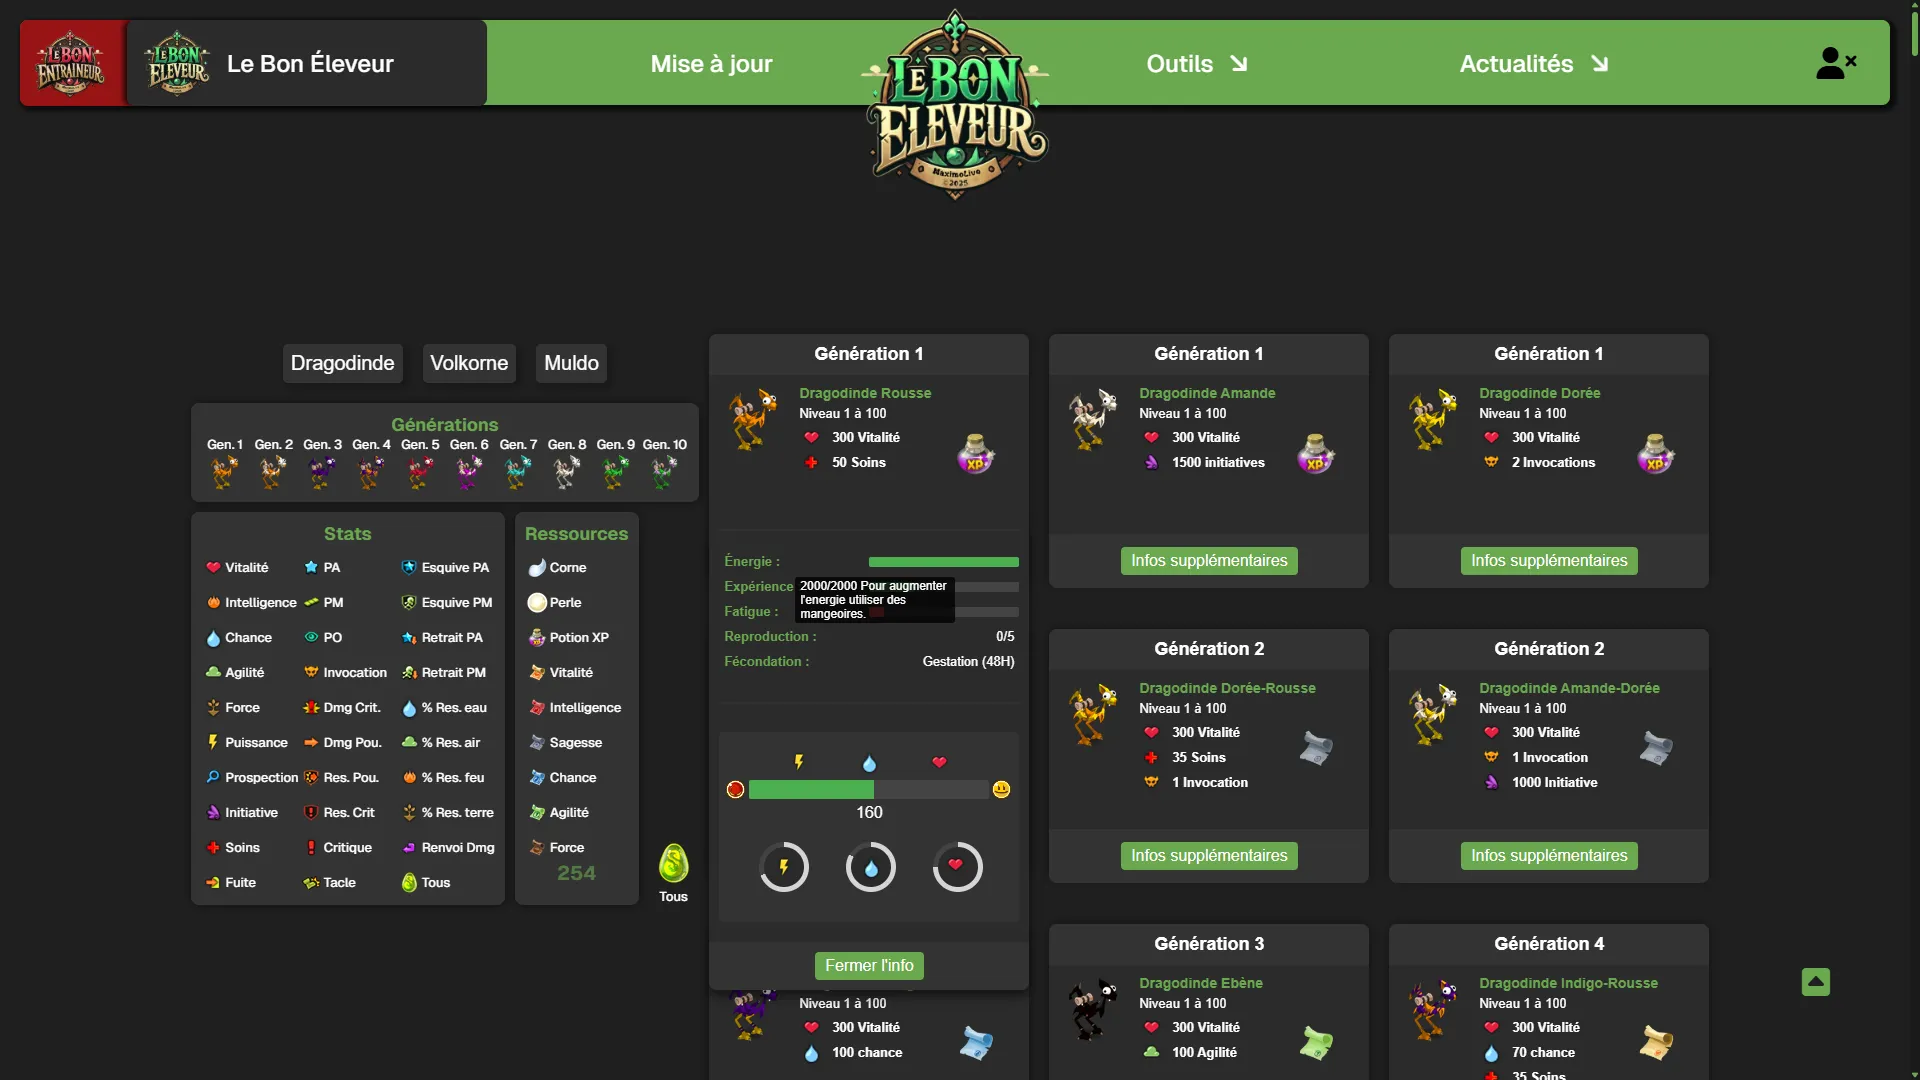 LE BON
ENTRAINEUR
LE BON
ELEVEUR
Le Bon Éleveur
Mise à jour
LE BON
ELEVEUR
MaximoLive
©2025
Outils
Actualités
Dragodinde
Volkorne
Muldo
Générations
Gen. 1 Gen. 2 Gen. 3 Gen. 4 Gen. 5 Gen. 6 Gen. 7 Gen. 8 Gen. 9 Gen. 10
Stats
Vitalité PA Esquive PA
Intelligence PM Esquive PM
Chance PO Retrait PA
Agilité Invocation Retrait PM
Force Dmg Crit. % Res. eau
Puissance Dmg Pou. % Res. air
Prospection Res. Pou. % Res. feu
Initiative Res. Crit % Res. terre
Soins Critique Renvoi Dmg
Fuite Tacle Tous
Ressources
Corne
Perle
Potion XP
Vitalité
Intelligence
Sagesse
Chance
Agilité
Force
254
Tous
Génération 1
Dragodinde Rousse
Niveau 1 à 100
300 Vitalité
50 Soins
XP
Énergie :
Expérience
2000/2000 Pour augmenter
l'energie utiliser des
mangeoires.
Fatigue :
Reproduction : 0/5
Fécondation : Gestation (48H)
160
Fermer l'info
Niveau 1 à 100
300 Vitalité
100 chance
Génération 1
Dragodinde Amande
Niveau 1 à 100
300 Vitalité
1500 initiatives
XP
Infos supplémentaires
Génération 1
Dragodinde Dorée
Niveau 1 à 100
300 Vitalité
2 Invocations
XP
Infos supplémentaires
Génération 2
Dragodinde Dorée-Rousse
Niveau 1 à 100
300 Vitalité
35 Soins
1 Invocation
Infos supplémentaires
Génération 2
Dragodinde Amande-Dorée
Niveau 1 à 100
300 Vitalité
1 Invocation
1000 Initiative
Infos supplémentaires
Génération 3
Dragodinde Ebène
Niveau 1 à 100
300 Vitalité
100 Agilité
Génération 4
Dragodinde Indigo-Rousse
Niveau 1 à 100
300 Vitalité
70 chance
35 Soins